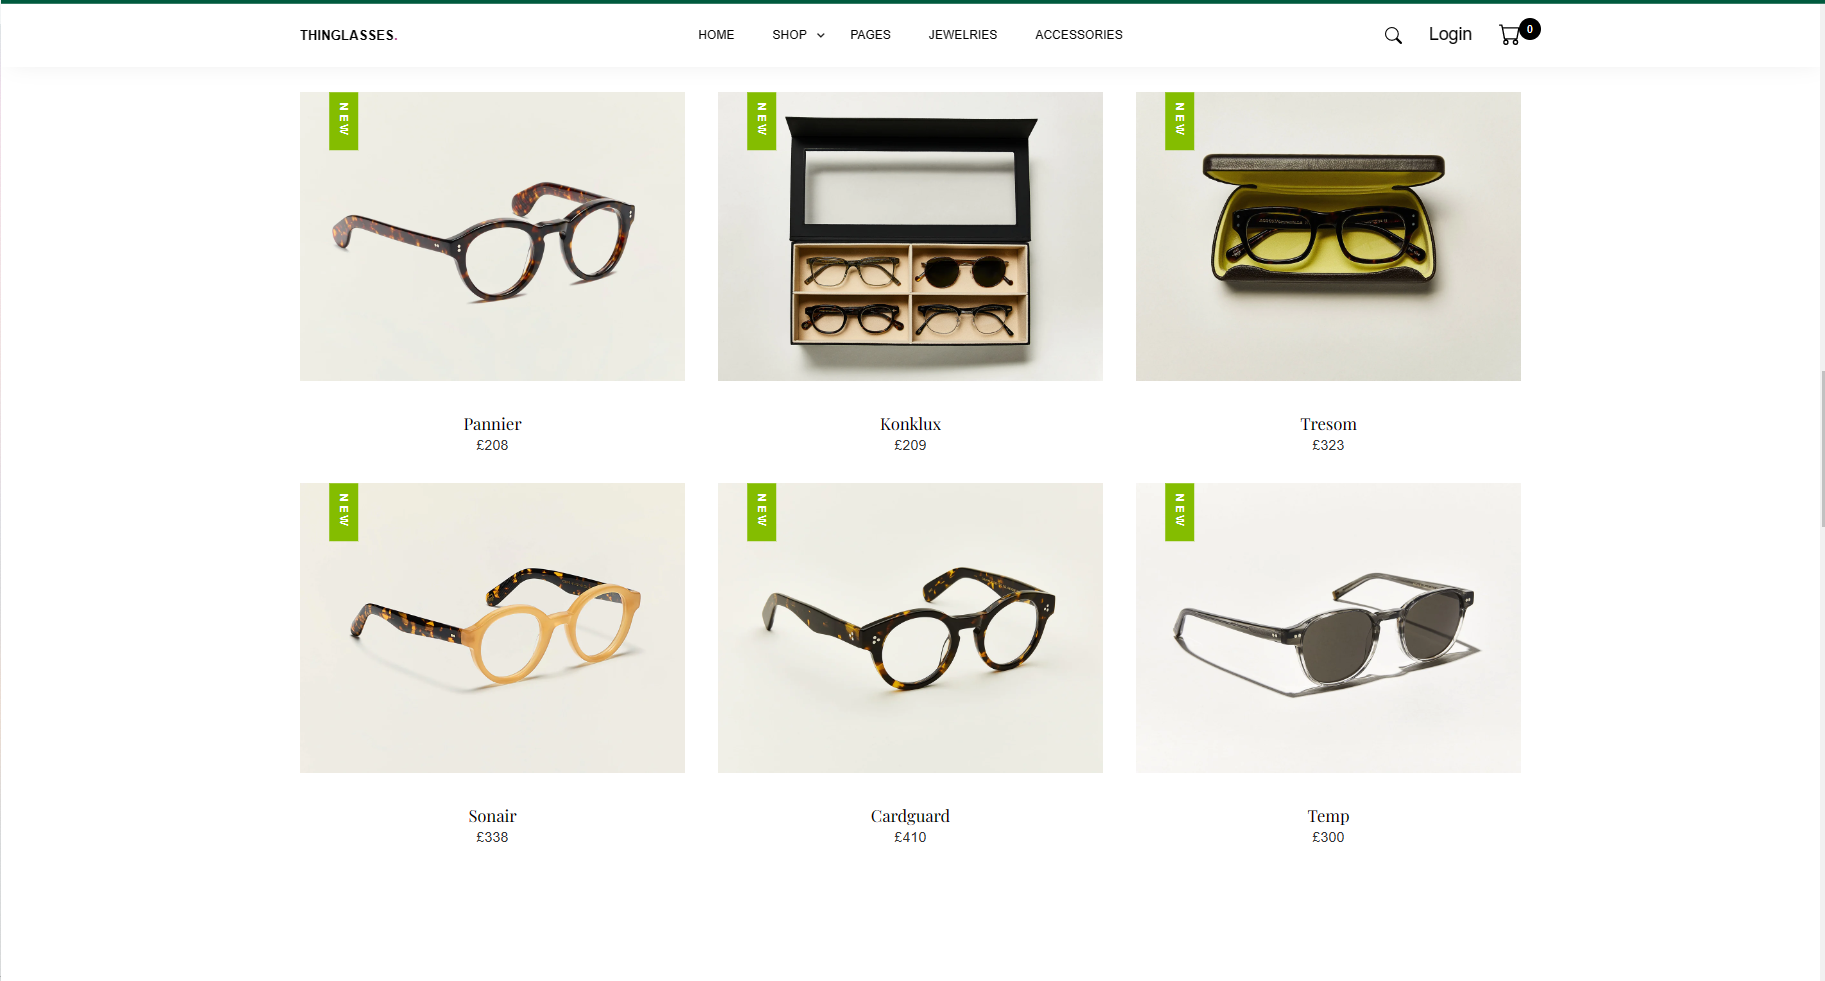 THINGLASSES.
HOME SHOP PAGES JEWELRIES ACCESSORIES
Login 0
NEW NEW NEW
Pannier Konklux Tresom
£208 £209 £323
NEW NEW NEW
Sonair Cardguard Temp
£338 £410 £300